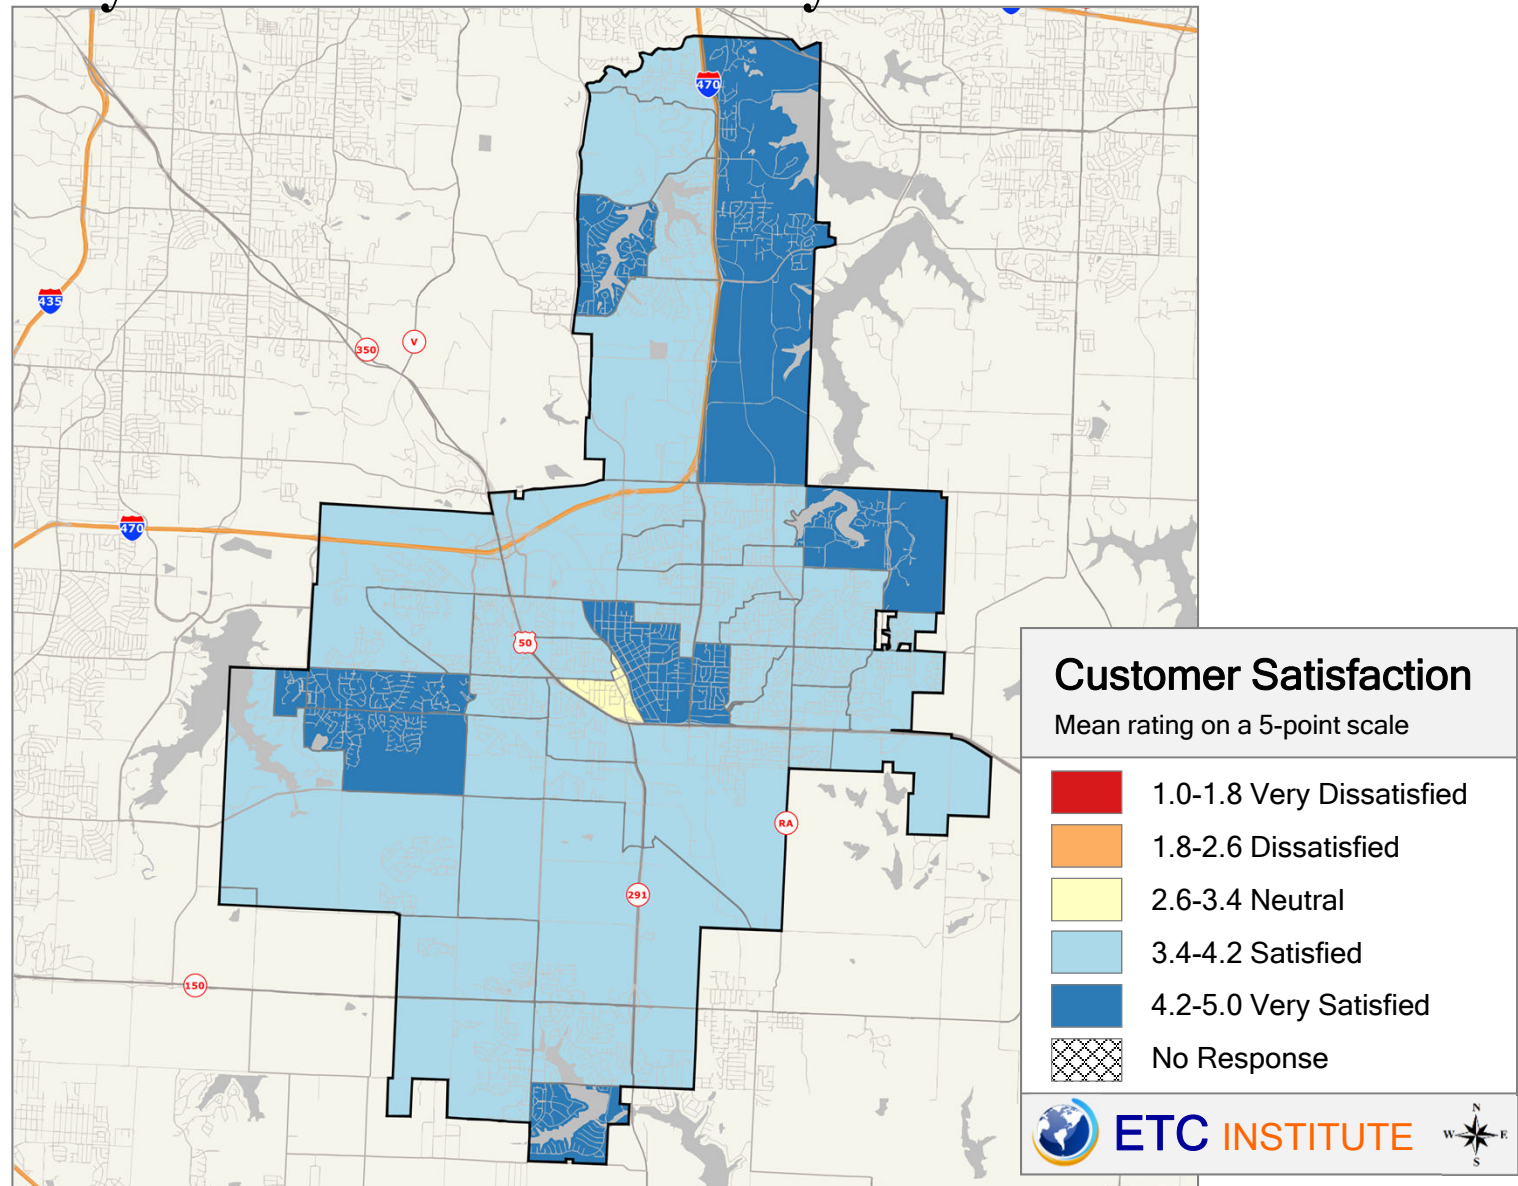 470
435
350
V
470
50
RA
291
150
Customer Satisfaction
Mean rating on a 5-point scale
1.0-1.8 Very Dissatisfied
1.8-2.6 Dissatisfied
2.6-3.4 Neutral
3.4-4.2 Satisfied
4.2-5.0 Very Satisfied
No Response
ETC INSTITUTE
N
W E
S